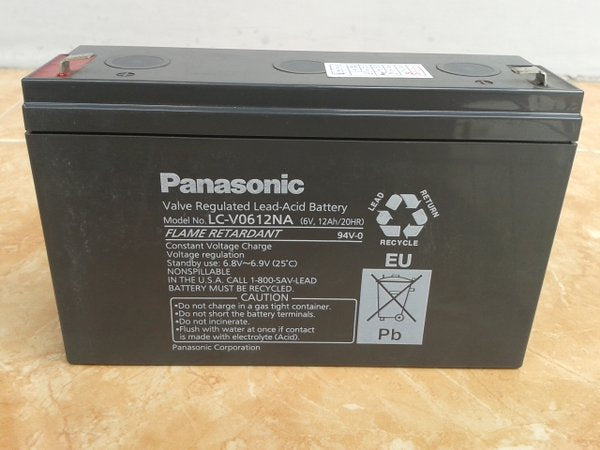 Panasonic
Valve Regulated Lead-Acid Battery
Model No. LC-V0612NA (6V, 12Ah/20HR)
FLAME RETARDANT 94V-0
Constant Voltage Charge
Voltage regulation
Standby use: 6.8V~6.9V (25°C)
NONSPILLABLE
IN THE U.S.A. CALL 1-800-SAV-LEAD
BATTERY MUST BE RECYCLED.
CAUTION
•Do not charge in a gas tight container.
•Do not short the battery terminals.
•Do not incinerate.
•Flush with water at once if contact
is made with electrolyte (Acid).
Panasonic Corporation
LEAD
RETURN
RECYCLE
EU
Pb